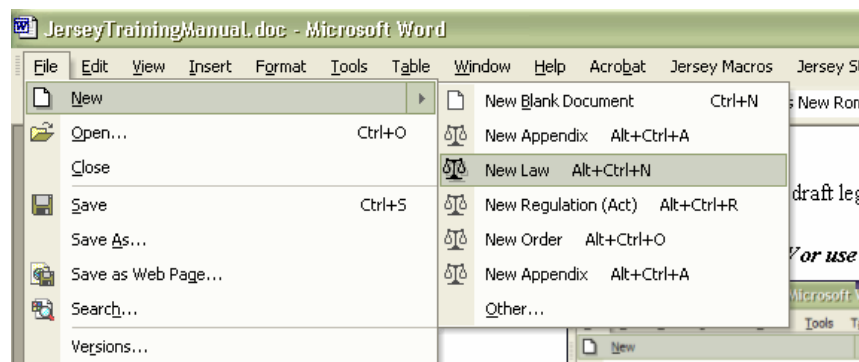 JerseyTrainingManual.doc - Microsoft Word
File Edit View Insert Format Tools Table Window Help Acrobat Jersey Macros Jersey S
New
Open... Ctrl+O
Close
Save Ctrl+S
Save As...
Save as Web Page...
Search...
Versions...
New Blank Document Ctrl+N
New Appendix Alt+Ctrl+A
New Law Alt+Ctrl+N
New Regulation (Act) Alt+Ctrl+R
New Order Alt+Ctrl+O
New Appendix Alt+Ctrl+A
Other...
s New Ror
draft leg
or use
Microsoft
Tools T
New